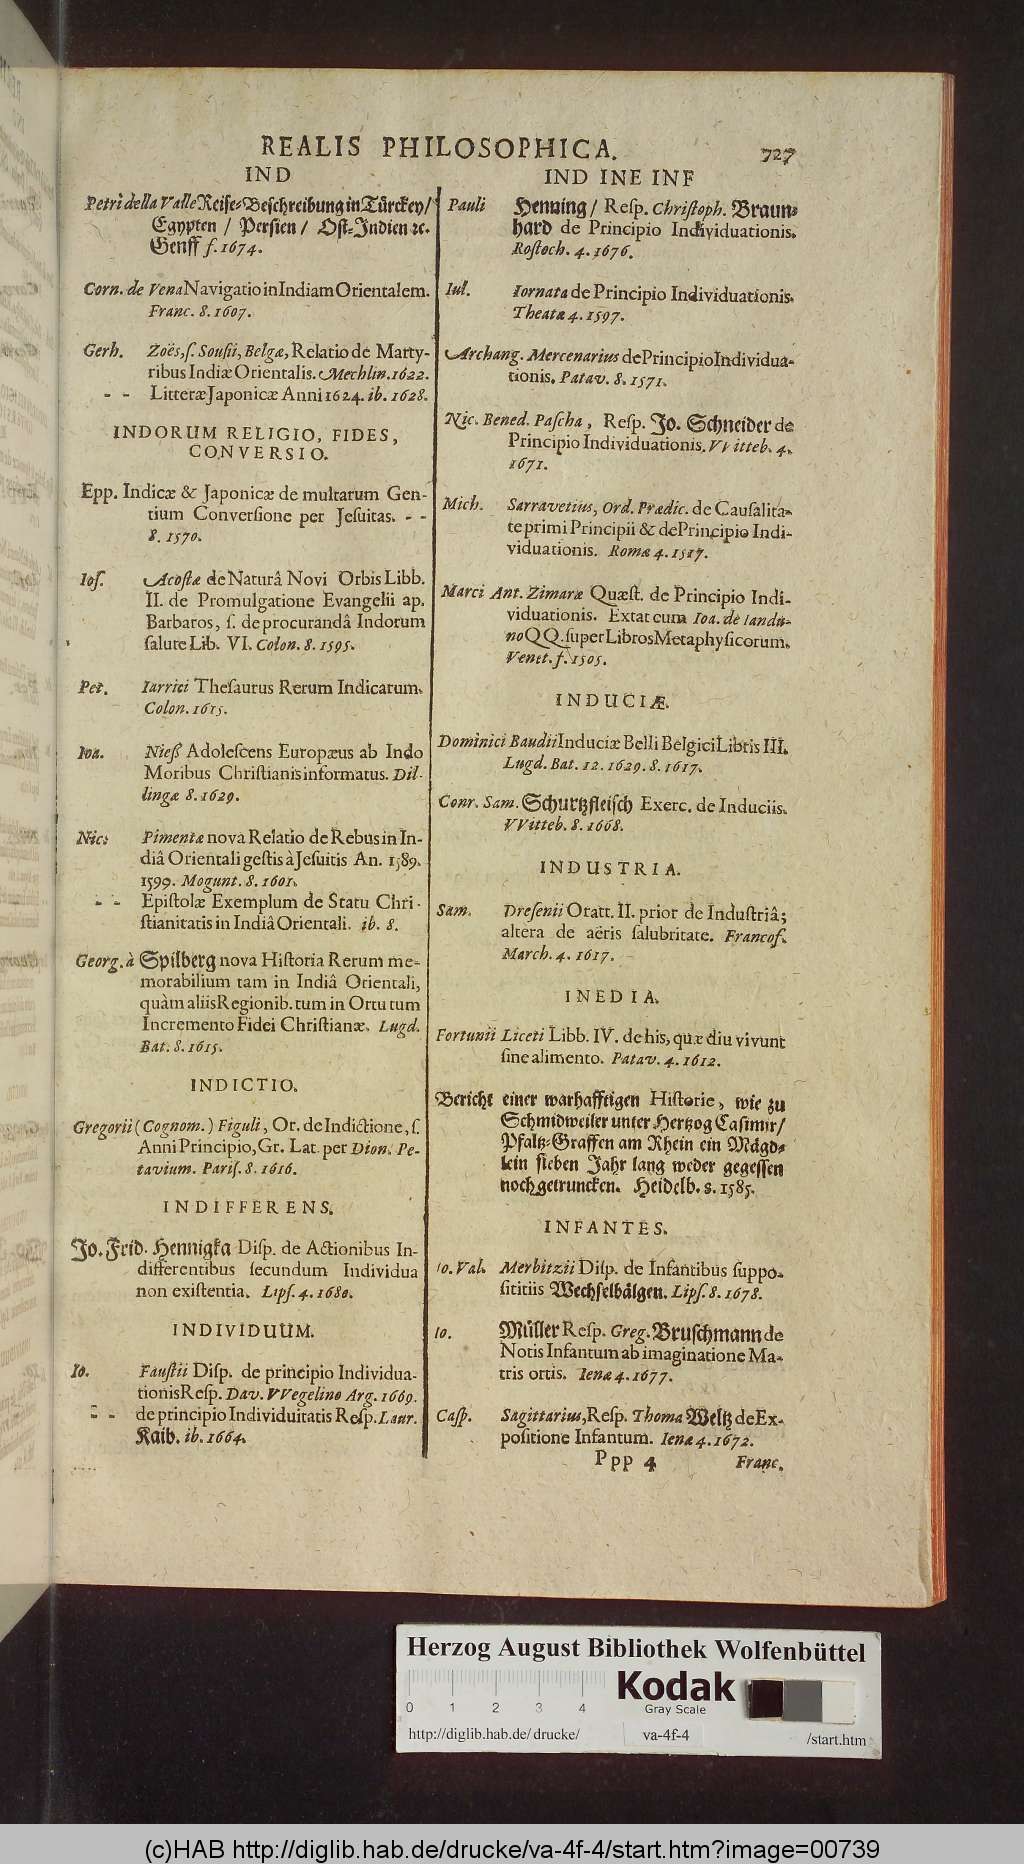 REALIS PHILOSOPHICA. 727
IND
Petri della Valle Reise-Beschreibung in Türckey/
Egypten / Persien / Ost-Indien ꝛc.
Genff f. 1674.
Corn. de Vena Navigatio in Indiam Orientalem.
Franc. 8. 1607.
Gerh. Zoës, ſ. Souſii, Belgæ, Relatio de Marty-
ribus Indiæ Orientalis. Mechlin. 1622.
- - Litteræ Japonicæ Anni 1624. ib. 1628.
INDORUM RELIGIO, FIDES,
CONVERSIO.
Epp. Indicæ & Japonicæ de multarum Gen-
tium Converſione per Jeſuitas. - -
8. 1570.
Ioſ. Acoſtæ de Naturâ Novi Orbis Libb.
II. de Promulgatione Evangelii ap.
Barbaros, ſ. de procurandâ Indorum
ſalute Lib. VI. Colon. 8. 1595.
Pet. Iarrici Theſaurus Rerum Indicarum.
Colon. 1615.
Ioa. Nieß Adoleſcens Europæus ab Indo
Moribus Chriſtianis informatus. Dil-
lingæ 8. 1629.
Nic: Pimentæ nova Relatio de Rebus in In-
diâ Orientali geſtis à Jeſuitis An. 1589.
1599. Mogunt. 8. 1601.
- - Epiſtolæ Exemplum de Statu Chri-
ſtianitatis in Indiâ Orientali. ib. 8.
Georg. à Spilberg nova Hiſtoria Rerum me-
morabilium tam in Indiâ Orientali,
quàm aliis Regionib. tum in Ortu tum
Incremento Fidei Chriſtianæ. Lugd.
Bat. 8. 1615.
INDICTIO.
Gregorii (Cognom.) Figuli, Or. de Indictione, ſ.
Anni Principio, Gr. Lat. per Dion. Pe-
tavium. Pariſ. 8. 1616.
INDIFFERENS.
Jo. Frid. Hennigka Diſp. de Actionibus In-
differentibus ſecundum Individua
non exiſtentia. Lipſ. 4. 1680.
INDIVIDUUM.
Io. Fauſtii Diſp. de principio Individua-
tionis Reſp. Dav. VVegelino Arg. 1669.
- - de principio Individuitatis Reſp. Laur.
Kaib. ib. 1664.
IND INE INF
Pauli Henning / Reſp. Chriſtoph. Braun-
hard de Principio Individuationis.
Roſtoch. 4. 1676.
Iul. Iornata de Principio Individuationis.
Theatæ 4. 1597.
Archang. Mercenarius de Principio Individua-
tionis. Patav. 8. 1571.
Nic. Bened. Paſcha, Reſp. Jo. Schneider de
Principio Individuationis. VVitteb. 4.
1671.
Mich. Sarravetius, Ord. Prædic. de Cauſalita-
te primi Principii & de Principio Indi-
viduationis. Romæ 4. 1517.
Marci Ant. Zimaræ Quæſt. de Principio Indi-
viduationis. Extat cum Ioa. de Iandu-
no QQ. ſuper Libros Metaphyſicorum.
Venet. f. 1505.
INDUCIÆ.
Dominici Baudii Induciæ Belli Belgici Libris III.
Lugd. Bat. 12. 1629. 8. 1617.
Conr. Sam. Schurtzfleiſch Exerc. de Induciis.
VVitteb. 8. 1668.
INDUSTRIA.
Sam. Dreſenii Oratt. II. prior de Induſtriâ;
altera de aëris ſalubritate. Francof.
March. 4. 1617.
INEDIA.
Fortunii Liceti Libb. IV. de his, quæ diu vivunt
ſine alimento. Patav. 4. 1612.
Bericht einer warhafftigen Hiſtorie, wie zu
Schmidweiler unter Hertzog Caſimir/
Pfaltz-Graffen am Rhein ein Mägd-
lein ſieben Jahr lang weder gegeſſen
noch getruncken. Heidelb. 8. 1585.
INFANTES.
Io. Val. Merbitzii Diſp. de Infantibus ſuppo-
ſititiis Wechſelbälgen. Lipſ. 8. 1678.
Io. Müller Reſp. Greg. Bruſchmann de
Notis Infantum ab imaginatione Ma-
tris ortis. Ienæ 4. 1677.
Caſp. Sagittarius, Reſp. Thoma Weltz de Ex-
poſitione Infantum. Ienæ 4. 1672.
Ppp 4 Franc.
Herzog August Bibliothek Wolfenbüttel
Kodak
Gray Scale
0 1 2 3 4
http://diglib.hab.de/drucke/ va-4f-4 /start.htm
(c)HAB http://diglib.hab.de/drucke/va-4f-4/start.htm?image=00739